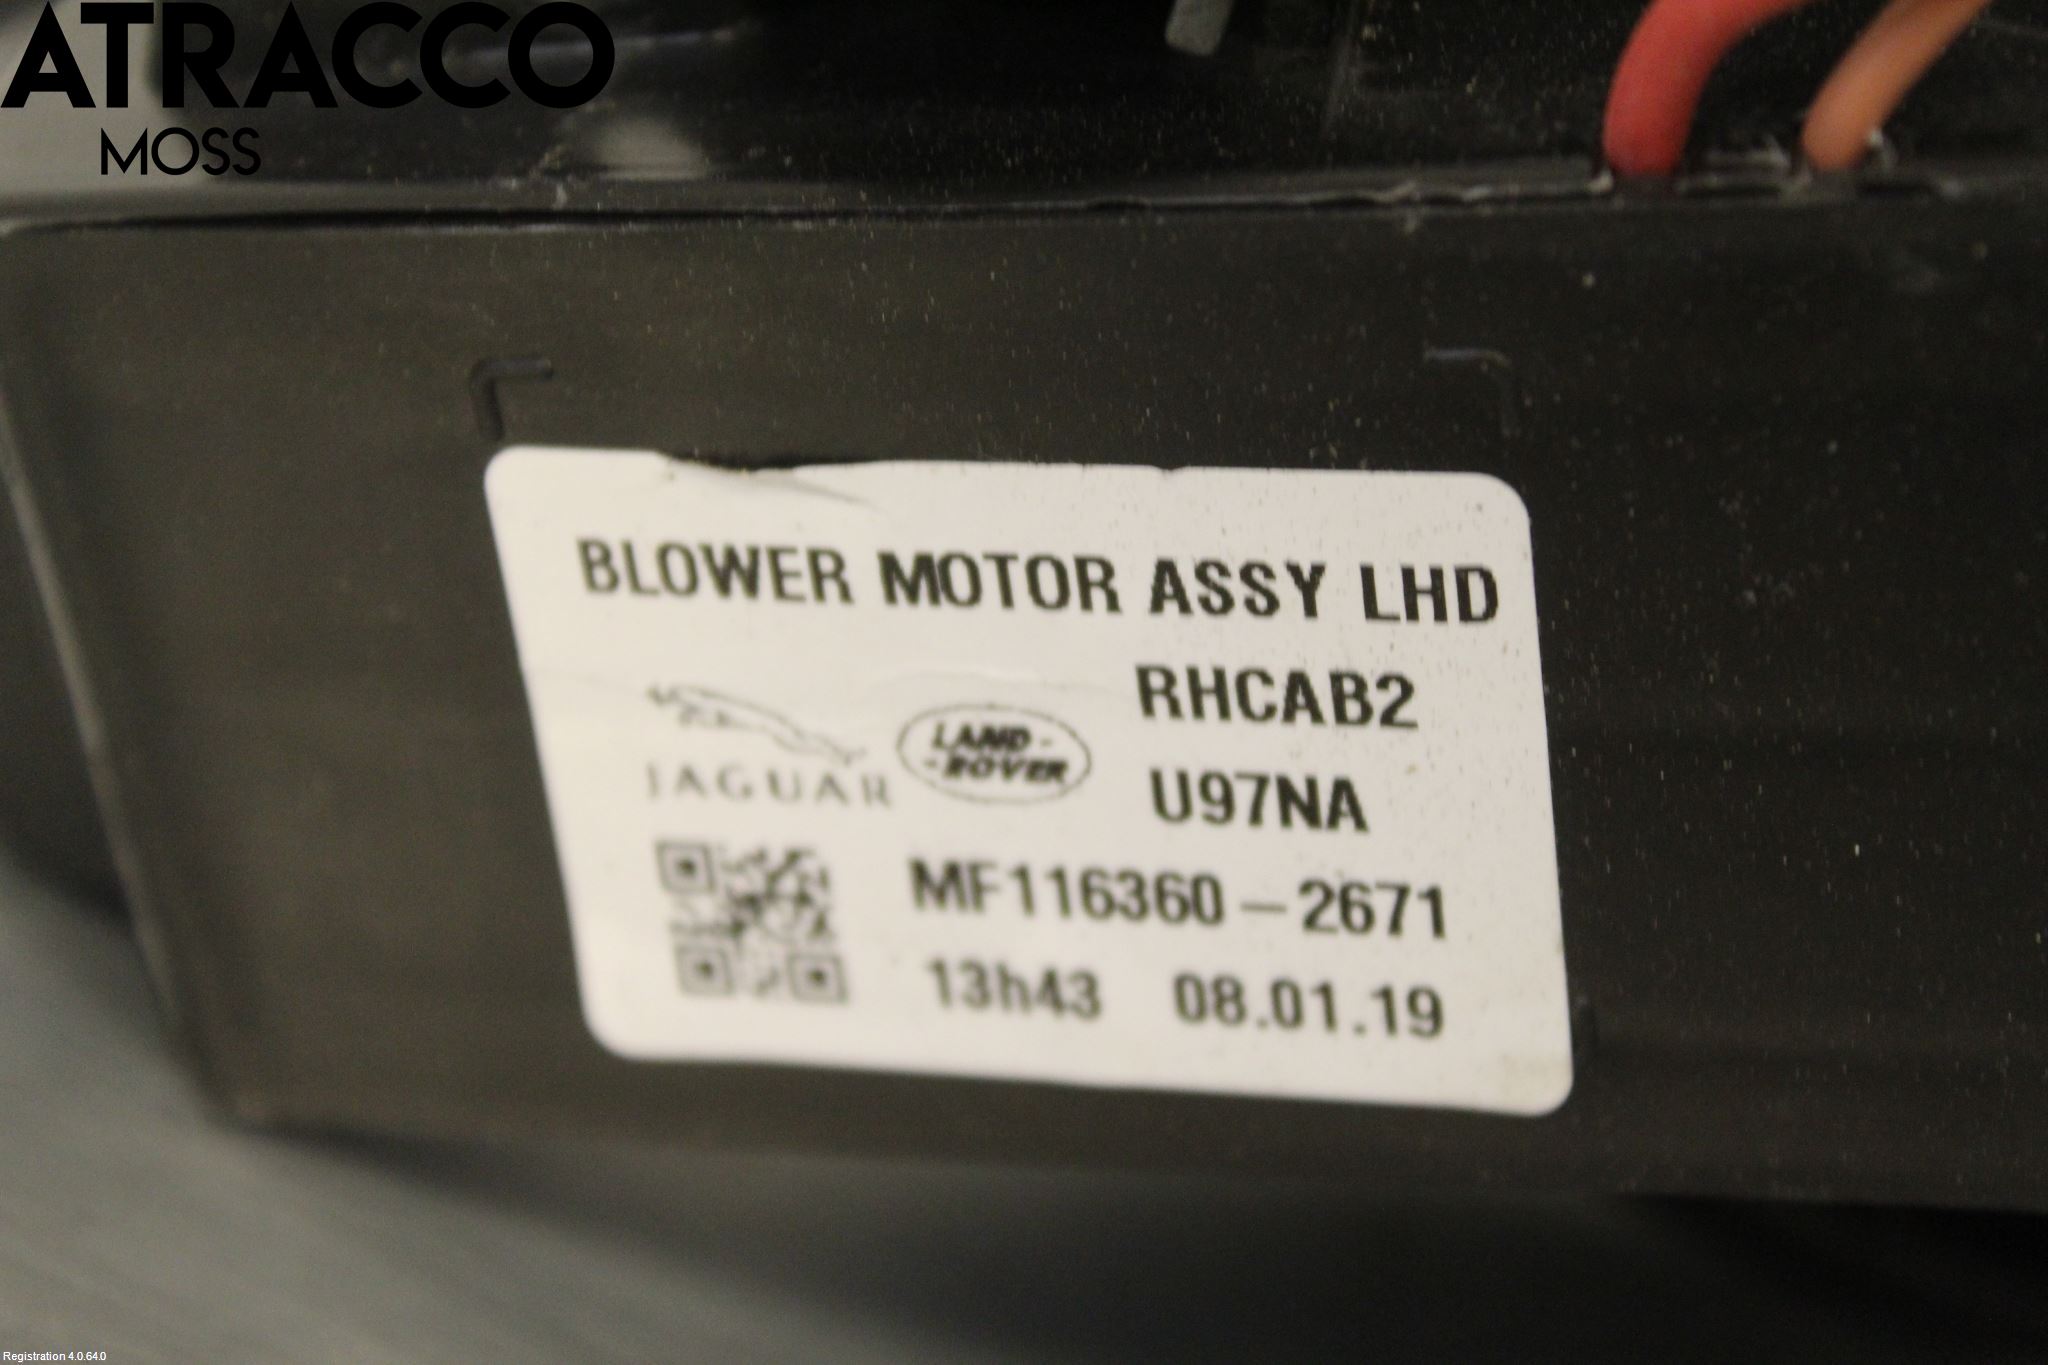 ATRACCO
MOSS
BLOWER MOTOR ASSY LHD
RHCAB2
JAGUAR
LAND-
-ROVER
U97NA
MF116360-2671
13h43 08.01.19
Registration 4.0.64.0